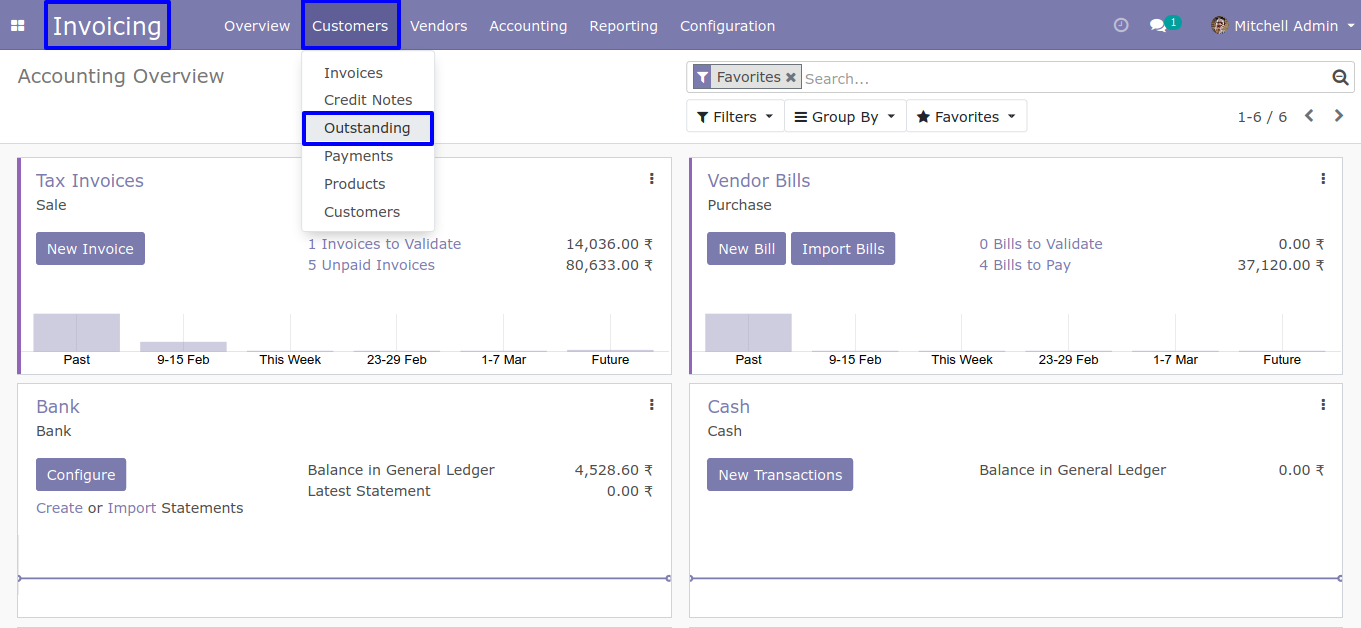 Invoicing Overview Customers Vendors Accounting Reporting Configuration 1 Mitchell Admin
Accounting Overview
Favorites Search...
Filters Group By Favorites 1-6 / 6
Invoices
Credit Notes
Outstanding
Payments
Products
Customers
Tax Invoices
Sale
New Invoice
1 Invoices to Validate 14,036.00 ₹
5 Unpaid Invoices 80,633.00 ₹
Past 9-15 Feb This Week 23-29 Feb 1-7 Mar Future
Vendor Bills
Purchase
New Bill Import Bills
0 Bills to Validate 0.00 ₹
4 Bills to Pay 37,120.00 ₹
Past 9-15 Feb This Week 23-29 Feb 1-7 Mar Future
Bank
Bank
Configure
Balance in General Ledger 4,528.60 ₹
Latest Statement 0.00 ₹
Create or Import Statements
Cash
Cash
New Transactions
Balance in General Ledger 0.00 ₹